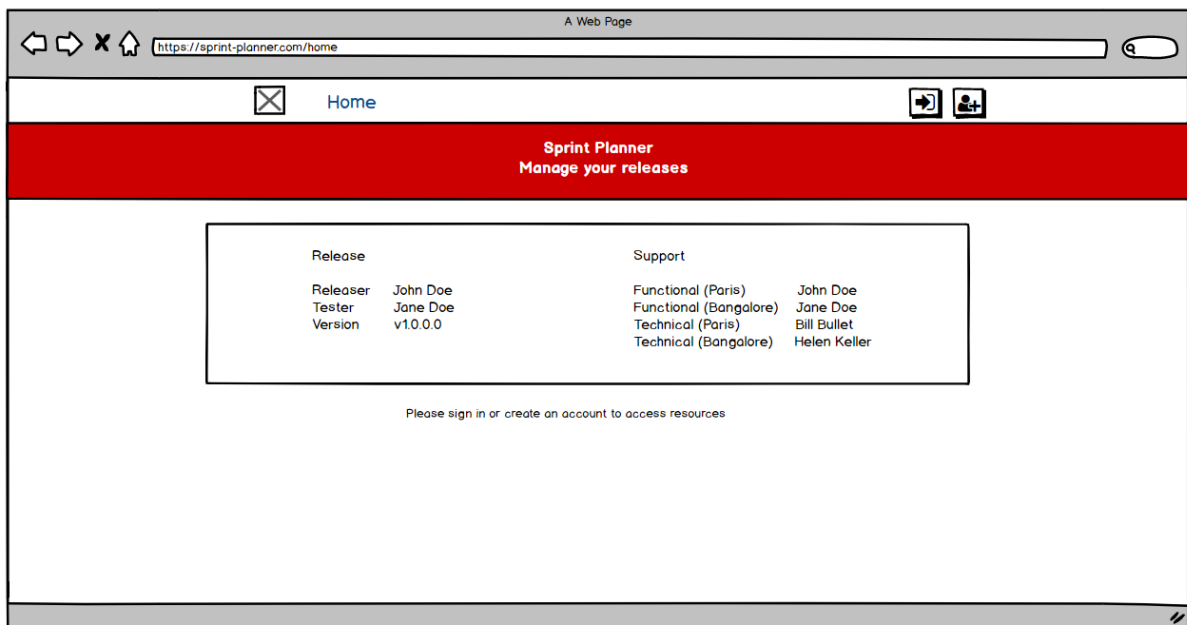 A Web Page
https://sprint-planner.com/home
Home
Sprint Planner
Manage your releases
Release
Releaser John Doe
Tester Jane Doe
Version v1.0.0.0
Support
Functional (Paris) John Doe
Functional (Bangalore) Jane Doe
Technical (Paris) Bill Bullet
Technical (Bangalore) Helen Keller
Please sign in or create an account to access resources